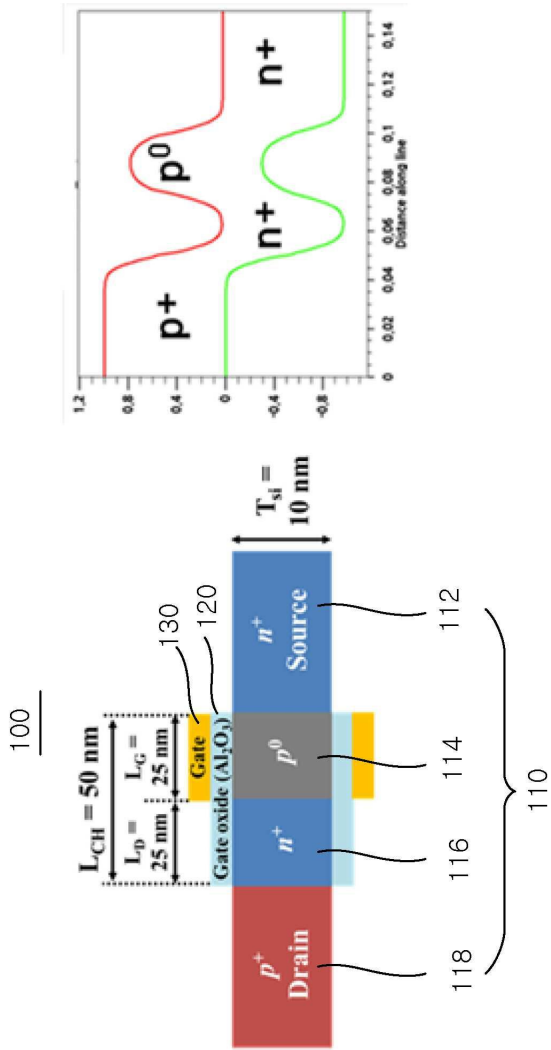 100
L_CH = 50 nm
L_D =
25 nm
L_G =
25 nm
Gate
130
120
Gate oxide (Al₂O₃)
p⁺
Drain
n⁺
p⁰
n⁺
Source
T_si =
10 nm
118
116
114
112
110
1,2
0,8
0,4
0
-0,4
-0,8
p+
n+
p0
n+
0
0,02
0,04
0,06
0,08
0,1
0,12
0,14
Distance along line